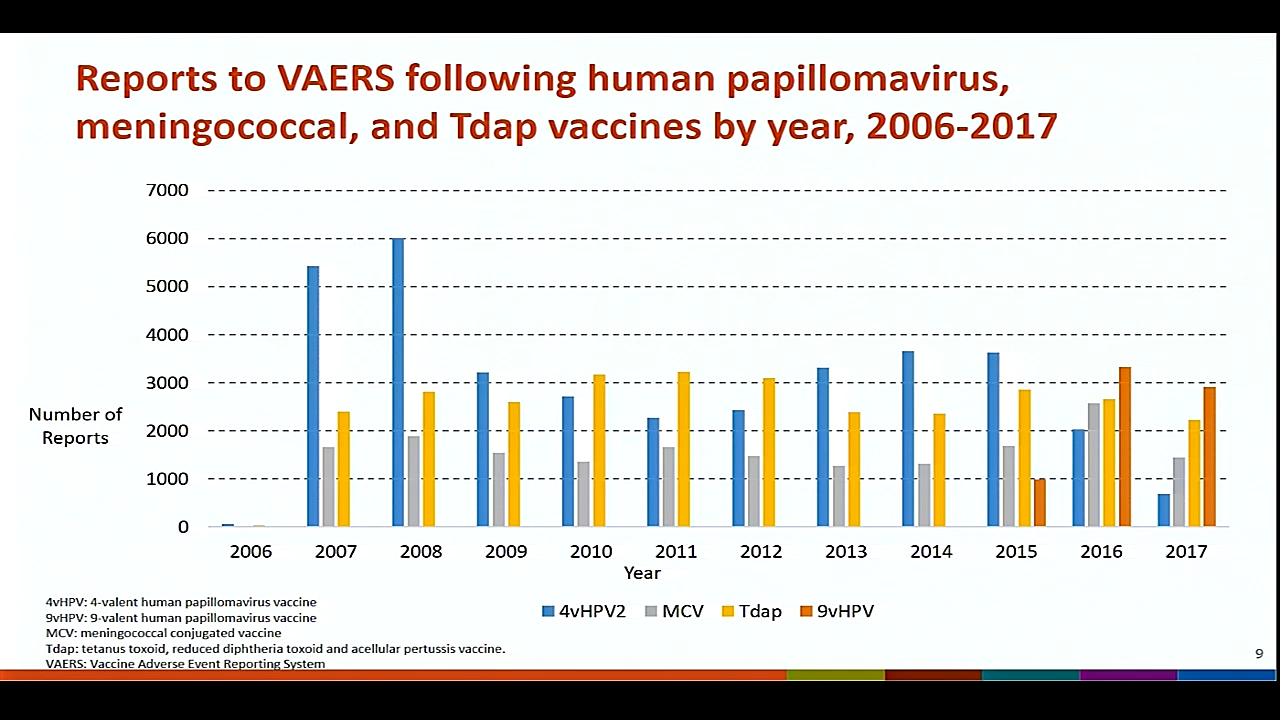 Reports to VAERS following human papillomavirus,
meningococcal, and Tdap vaccines by year, 2006-2017
7000
6000
5000
4000
3000
2000
1000
0
Number of
Reports
2006 2007 2008 2009 2010 2011 2012 2013 2014 2015 2016 2017
Year
4vHPV2 MCV Tdap 9vHPV
4vHPV: 4-valent human papillomavirus vaccine
9vHPV: 9-valent human papillomavirus vaccine
MCV: meningococcal conjugated vaccine
Tdap: tetanus toxoid, reduced diphtheria toxoid and acellular pertussis vaccine.
VAERS: Vaccine Adverse Event Reporting System
9